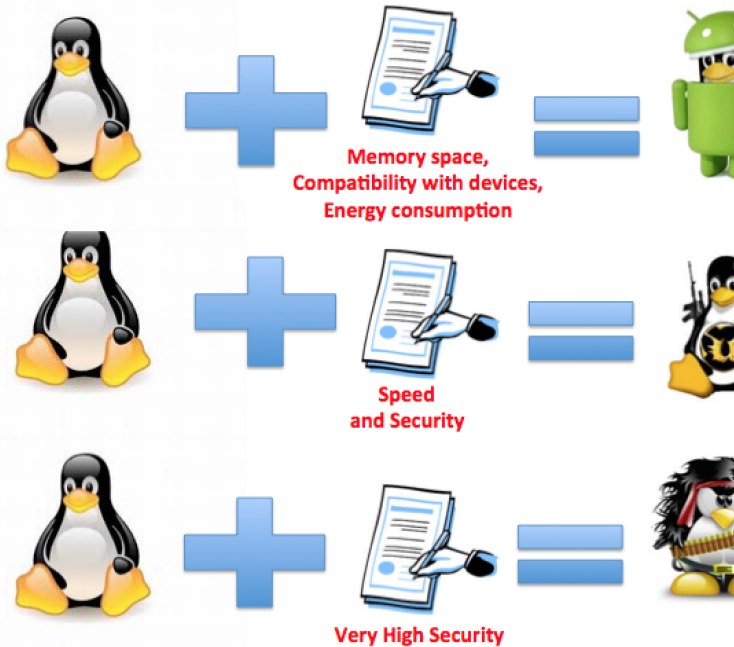 Memory space,
Compatibility with devices,
Energy consumption
Speed
and Security
Very High Security